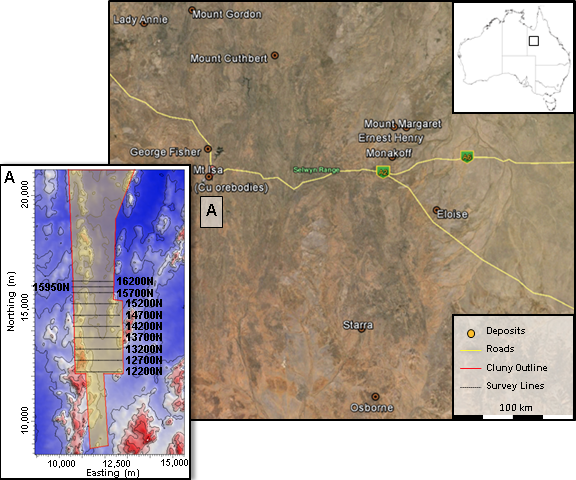 Lady Annie
Mount Gordon
Mount Cuthbert
Mount Margaret
Ernest Henry
Monakoff
George Fisher
Mt Isa
(Cu orebodies)
Selwyn Range
A
Eloise
Starra
Osborne
Deposits
Roads
Cluny Outline
Survey Lines
100 km
A
Northing (m)
20,000
15,000
10,000
16200N
15950N
15700N
15200N
14700N
14200N
13700N
13200N
12700N
12200N
10,000 12,500 15,000
Easting (m)